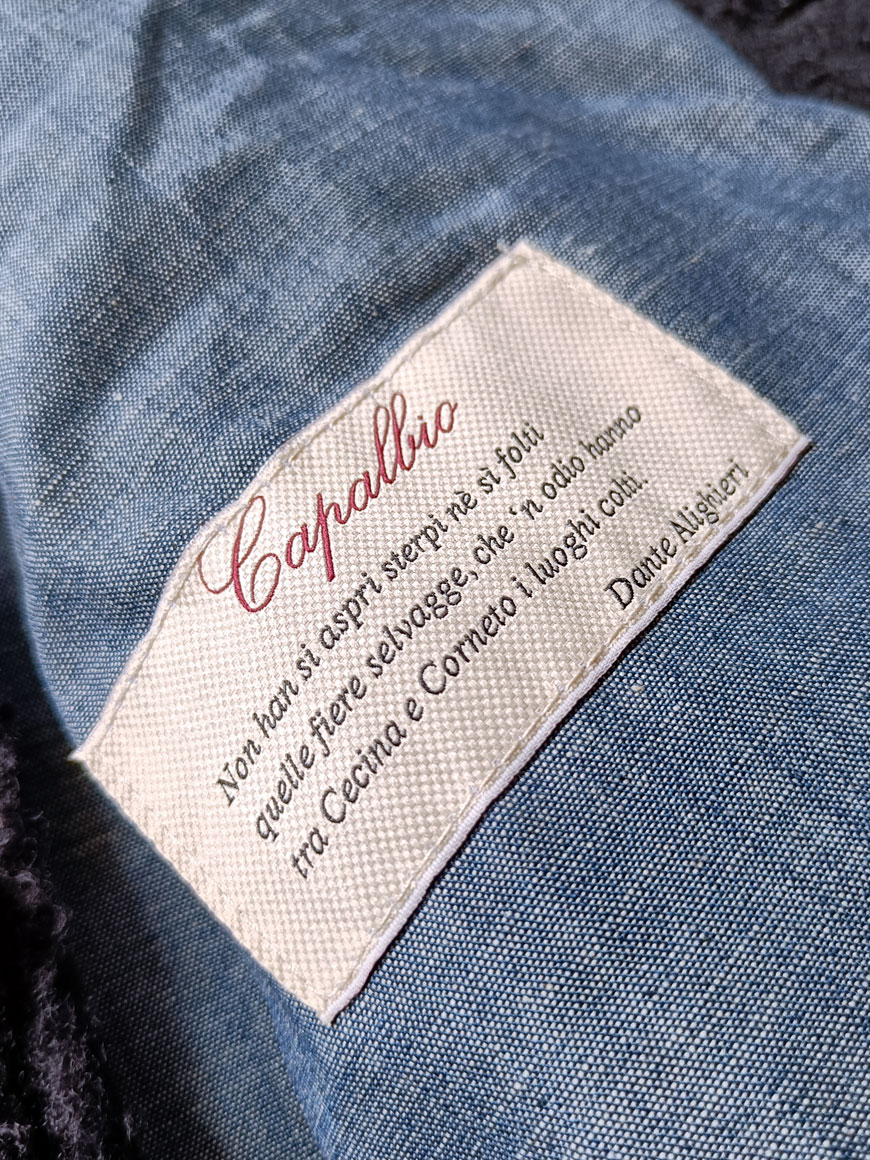 Capalbio
Non han si aspri sterpi nè sì folti
quelle fiere selvagge, che ‘n odio hanno
tra Cecina e Corneto i luoghi colti.
Dante Alighieri